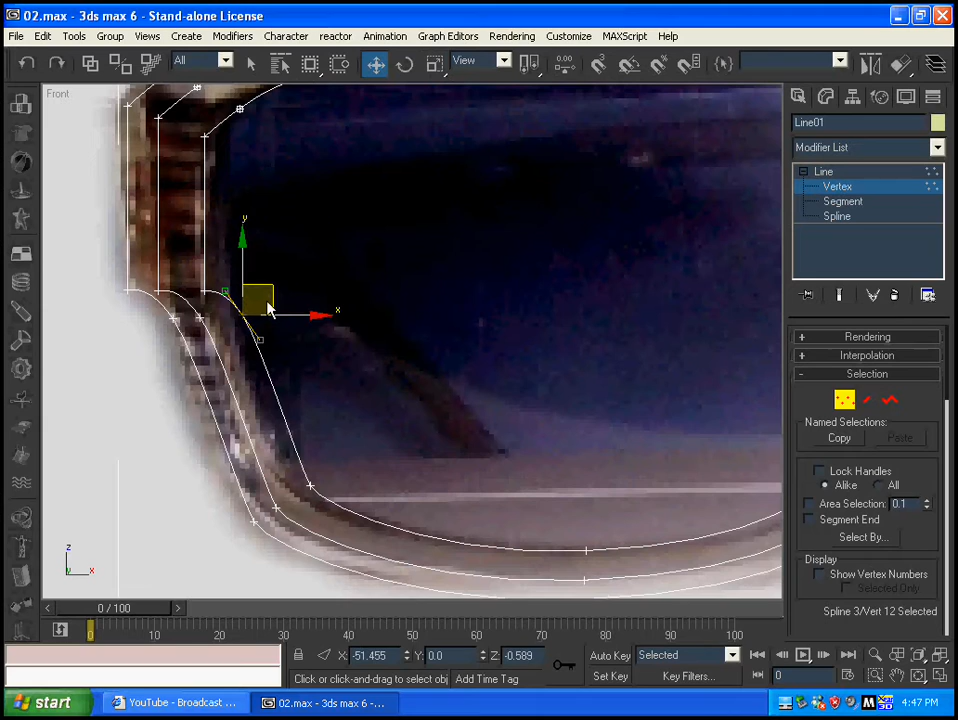 02.max - 3ds max 6 - Stand-alone License
File Edit Tools Group Views Create Modifiers Character reactor Animation Graph Editors Rendering Customize MAXScript Help
All View
Front
Line01
Modifier List
Line
Vertex
Segment
Spline
+ Rendering
+ Interpolation
- Selection
Named Selections:
Copy Paste
Lock Handles
Alike All
Area Selection: 0.1
Segment End
Select By...
Display
Show Vertex Numbers
Selected Only
Spline 3/Vert 12 Selected
y
x
z
y x
0 / 100
0 10 20 30 40 50 60 70 80 90 100
X: -51.455 Y: 0.0 Z: -0.589
Auto Key Selected
Click or click-and-drag to select obj Add Time Tag
Set Key Key Filters... 0
start YouTube - Broadcast ... 02.max - 3ds max 6 -... 4:47 PM